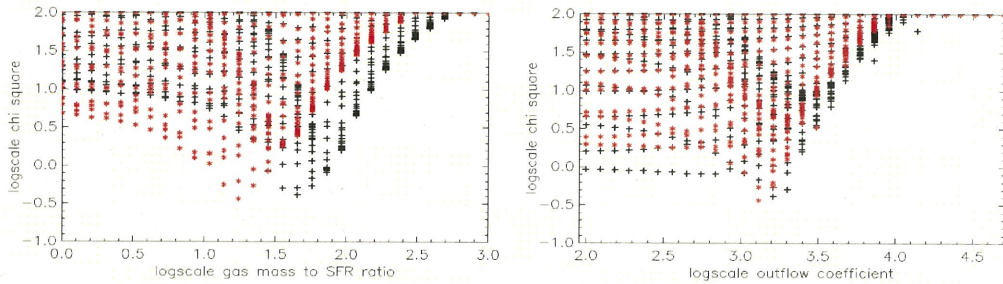 2.0
1.5
1.0
0.5
0.0
−0.5
−1.0
logscale chi square
0.0 0.5 1.0 1.5 2.0 2.5 3.0
logscale gas mass to SFR ratio
2.0
1.5
1.0
0.5
0.0
−0.5
−1.0
logscale chi square
2.0 2.5 3.0 3.5 4.0 4.5
logscale outflow coefficient